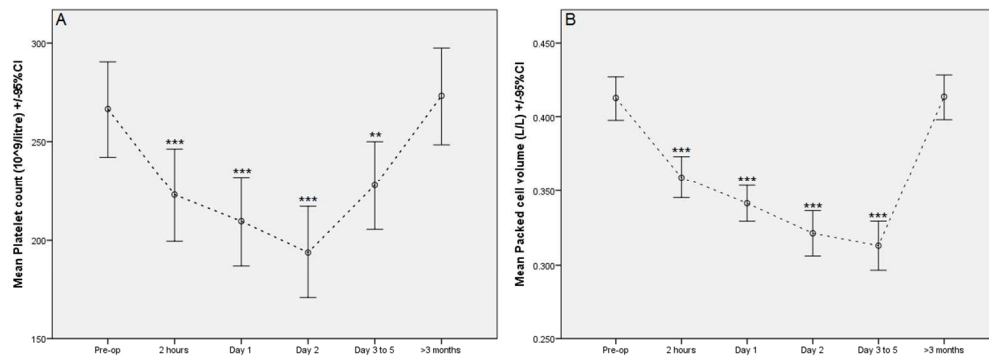 A
Mean Platelet count (10^9/litre) +/-95%CI
300
250
200
150
***
***
***
**
Pre-op 2 hours Day 1 Day 2 Day 3 to 5 >3 months
B
Mean Packed cell volume (L/L) +/-95%CI
0.450
0.400
0.350
0.300
0.250
***
***
***
***
Pre-op 2 hours Day 1 Day 2 Day 3 to 5 >3 months